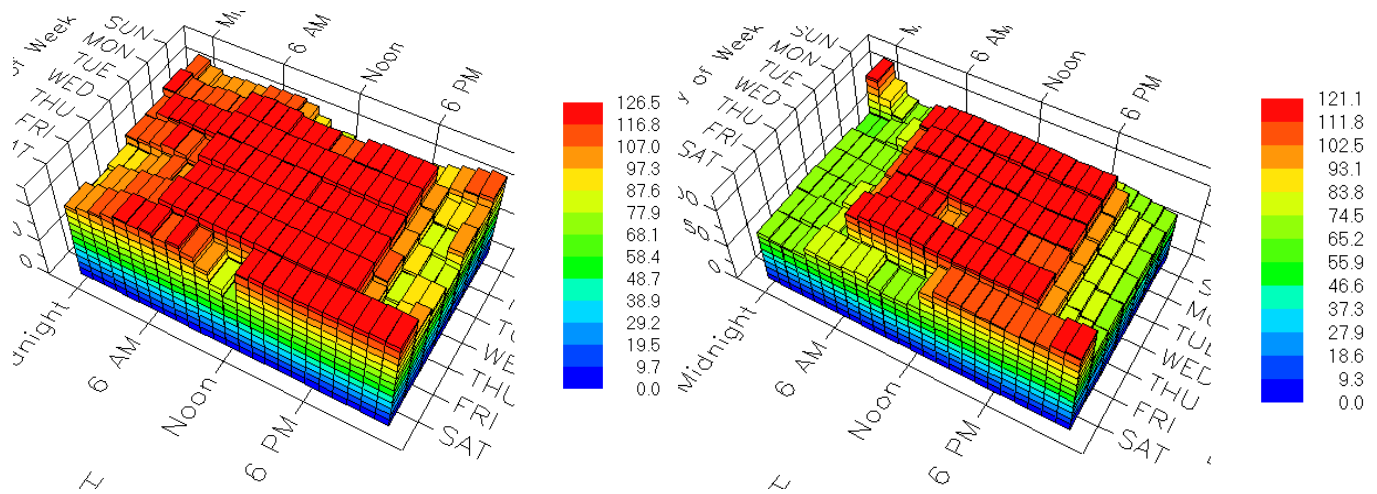 of Week
SUN
MON
TUE
WED
THU
FRI
6 AM
Noon
6 PM
0
Midnight
6 AM
Noon
6 PM
WE
THU
FRI
SAT
H
126.5
116.8
107.0
97.3
87.6
77.9
68.1
58.4
48.7
38.9
29.2
19.5
9.7
0.0
y of Week
SUN
MON
TUE
WED
THU
FRI
SAT
6 AM
Noon
6 PM
0
Midnight
6 AM
Noon
6 PM
TUE
WED
THU
FRI
SAT
H
121.1
111.8
102.5
93.1
83.8
74.5
65.2
55.9
46.6
37.3
27.9
18.6
9.3
0.0